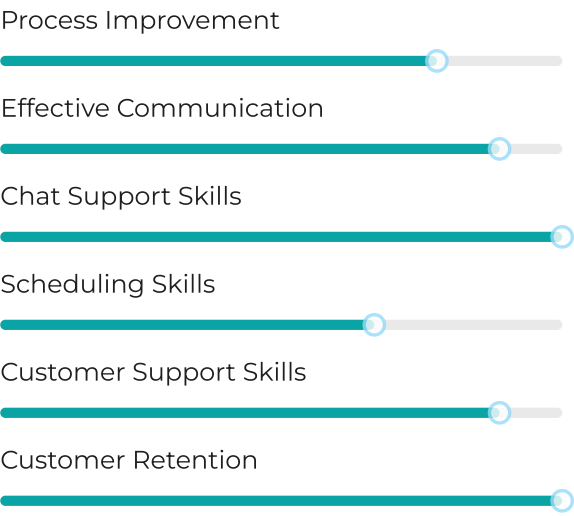 Process Improvement
Effective Communication
Chat Support Skills
Scheduling Skills
Customer Support Skills
Customer Retention